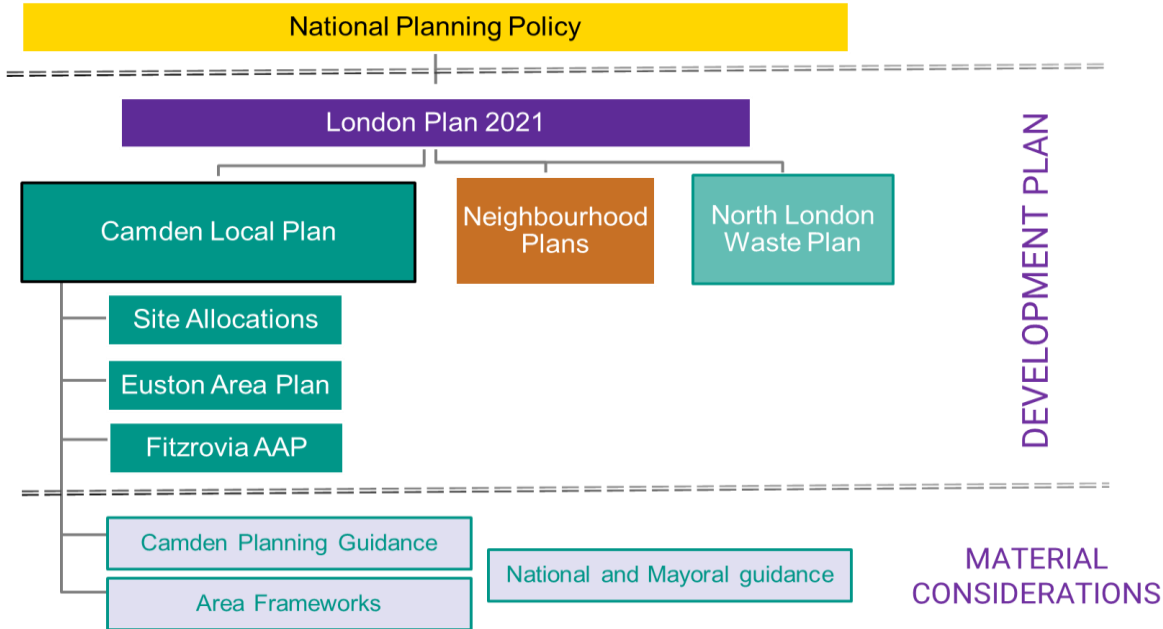 National Planning Policy
London Plan 2021
Camden Local Plan
Neighbourhood
Plans
North London
Waste Plan
Site Allocations
Euston Area Plan
Fitzrovia AAP
DEVELOPMENT PLAN
Camden Planning Guidance
National and Mayoral guidance
Area Frameworks
MATERIAL
CONSIDERATIONS